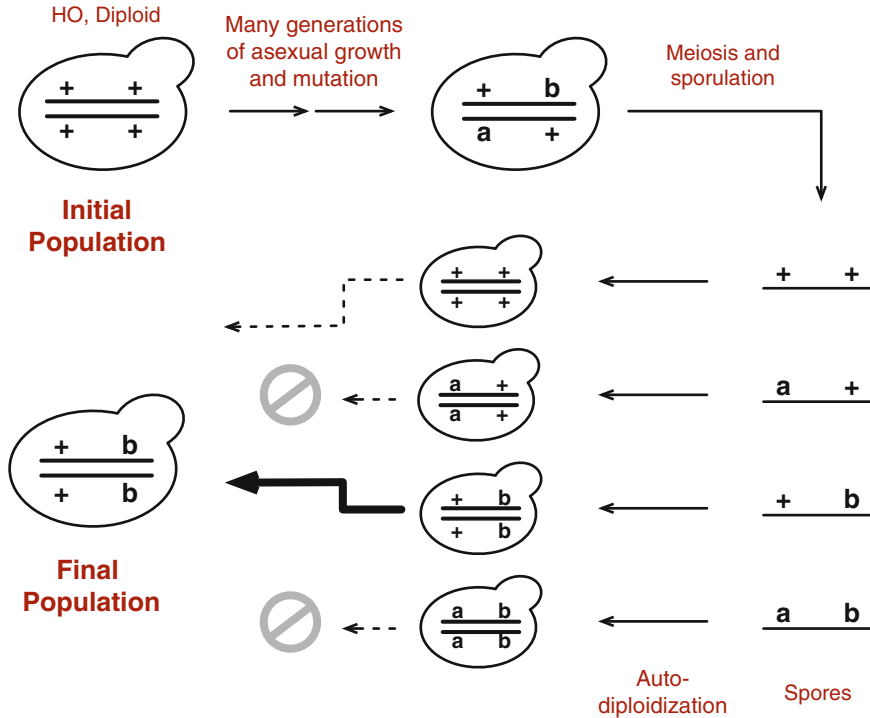 HO, Diploid
Many generations
of asexual growth
and mutation
Meiosis and
sporulation
+ +
+ +
+ b
a +
Initial
Population
+ +
+ +
+ +
a +
a +
a +
+ b
+ b
+ b
+ b
+ b
Final
Population
a b
a b
a b
Auto-
diploidization
Spores